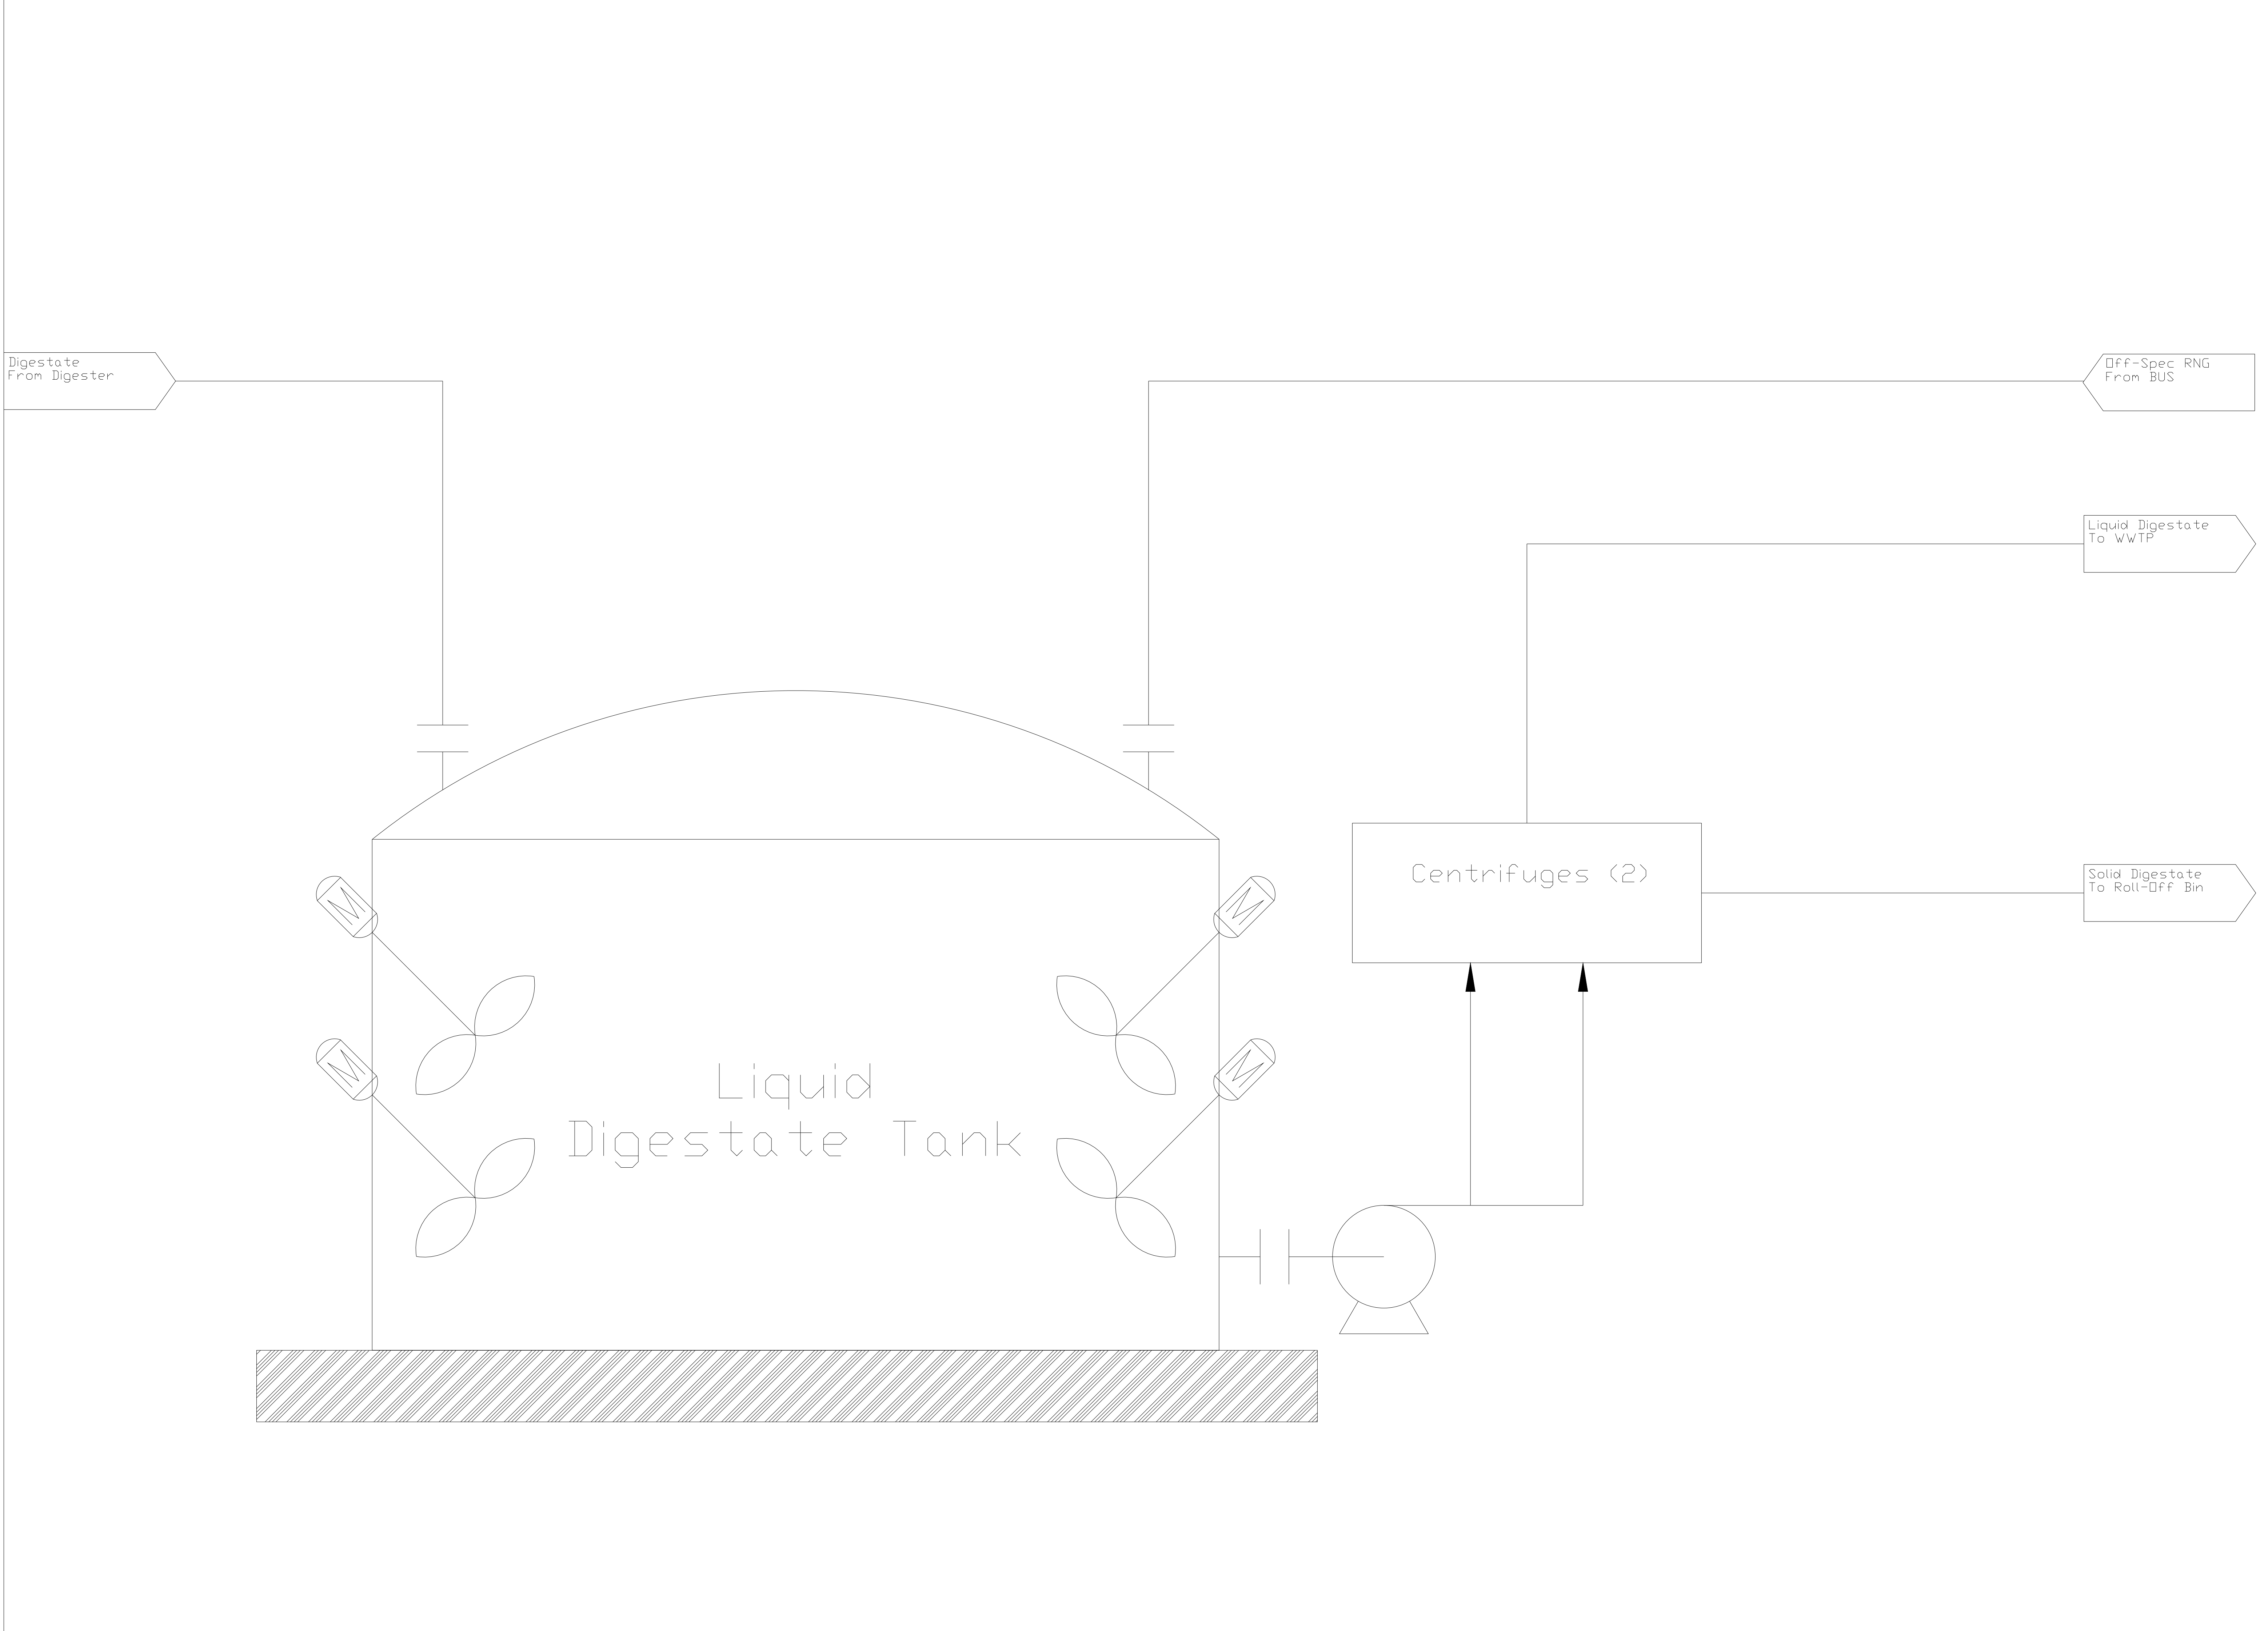 Digestate
From Digester
Off-Spec RNG
From BUS
Liquid Digestate
To WWTP
Centrifuges (2)
Solid Digestate
To Roll-Off Bin
M
M
M
M
Liquid
Digestate Tank